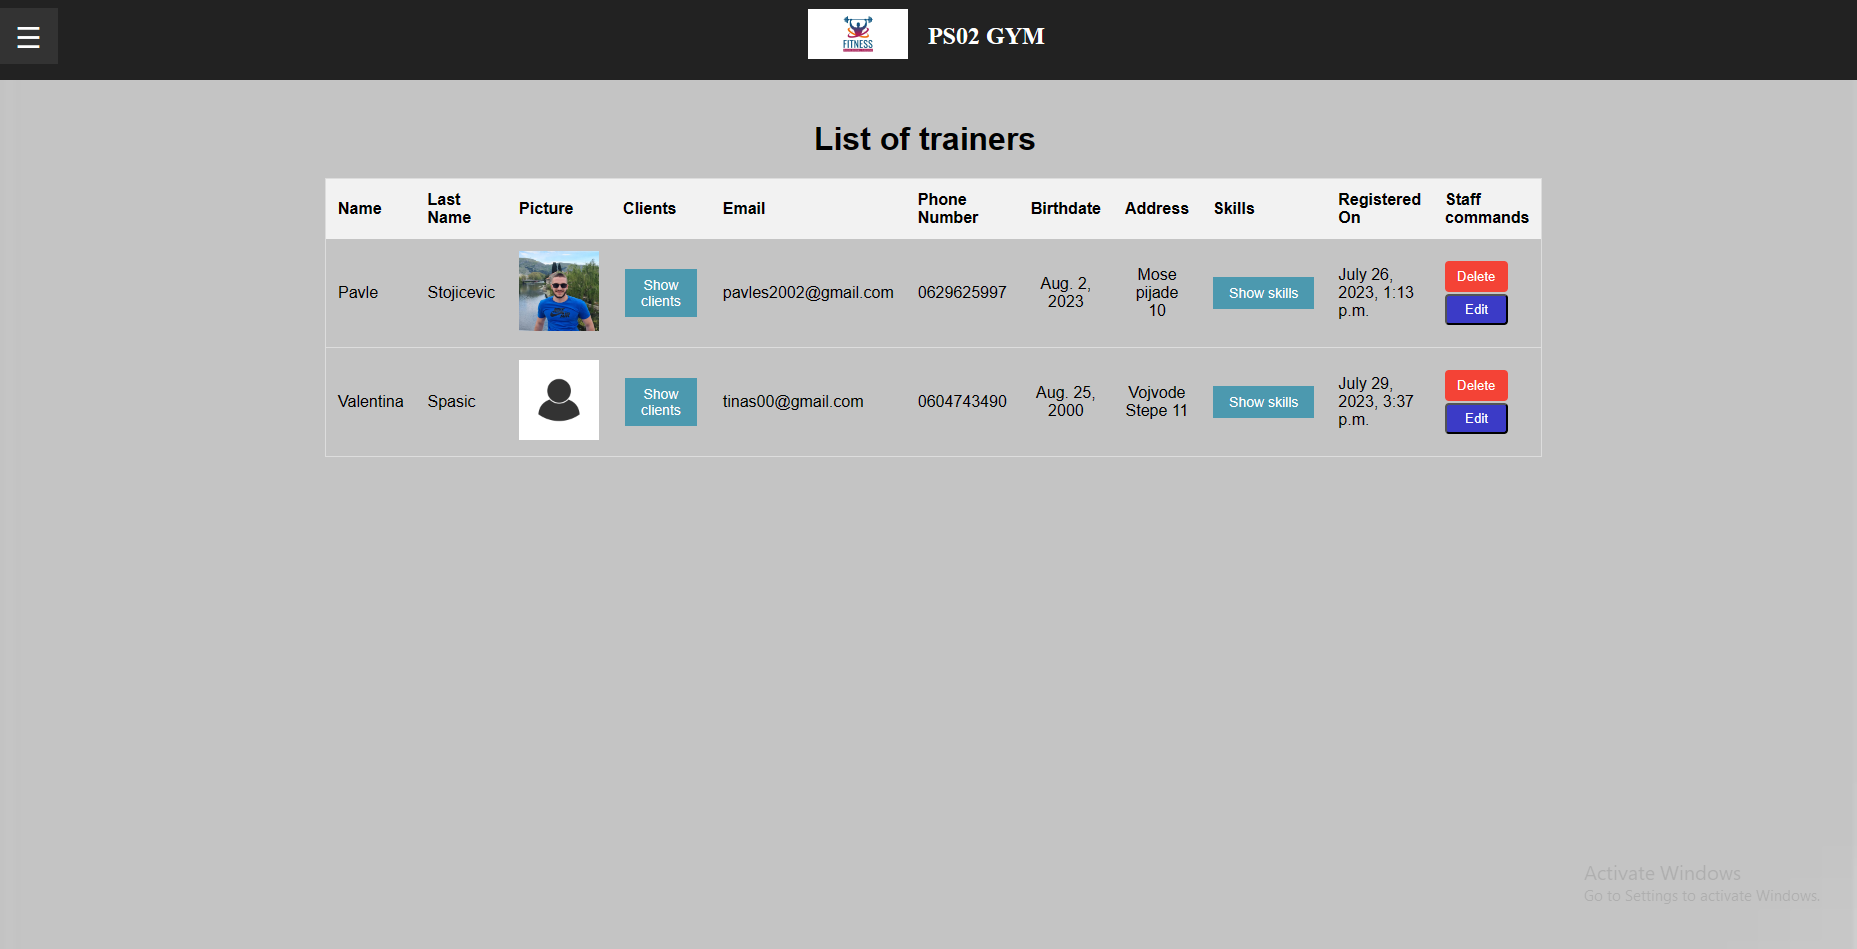 ☰
FITNESS
PS02 GYM
List of trainers
Name Last Name Picture Clients Email Phone Number Birthdate Address Skills Registered On Staff commands
Pavle Stojicevic Show clients pavles2002@gmail.com 0629625997 Aug. 2, 2023 Mose pijade 10 Show skills July 26, 2023, 1:13 p.m. Delete Edit
Valentina Spasic Show clients tinas00@gmail.com 0604743490 Aug. 25, 2000 Vojvode Stepe 11 Show skills July 29, 2023, 3:37 p.m. Delete Edit
Activate Windows
Go to Settings to activate Windows.